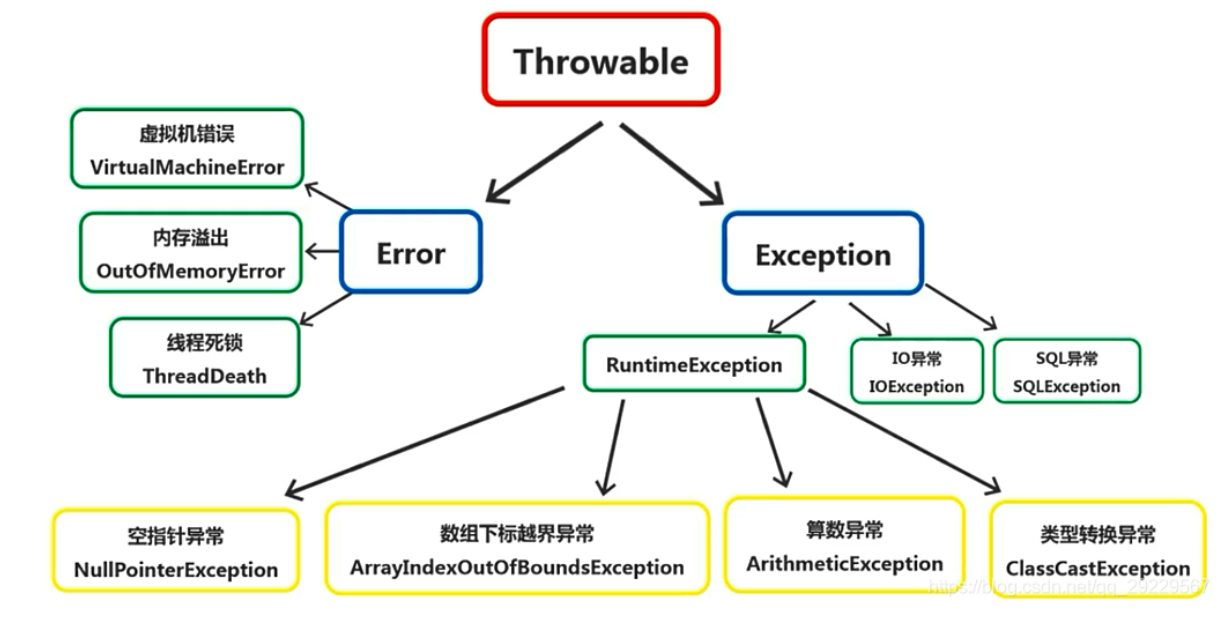 Throwable
虚拟机错误
VirtualMachineError
内存溢出
OutOfMemoryError
线程死锁
ThreadDeath
Error
Exception
RuntimeException
IO异常
IOException
SQL异常
SQLException
空指针异常
NullPointerException
数组下标越界异常
ArrayIndexOutOfBoundsException
算数异常
ArithmeticException
类型转换异常
ClassCastException
https://blog.csdn.net/qq_29229567